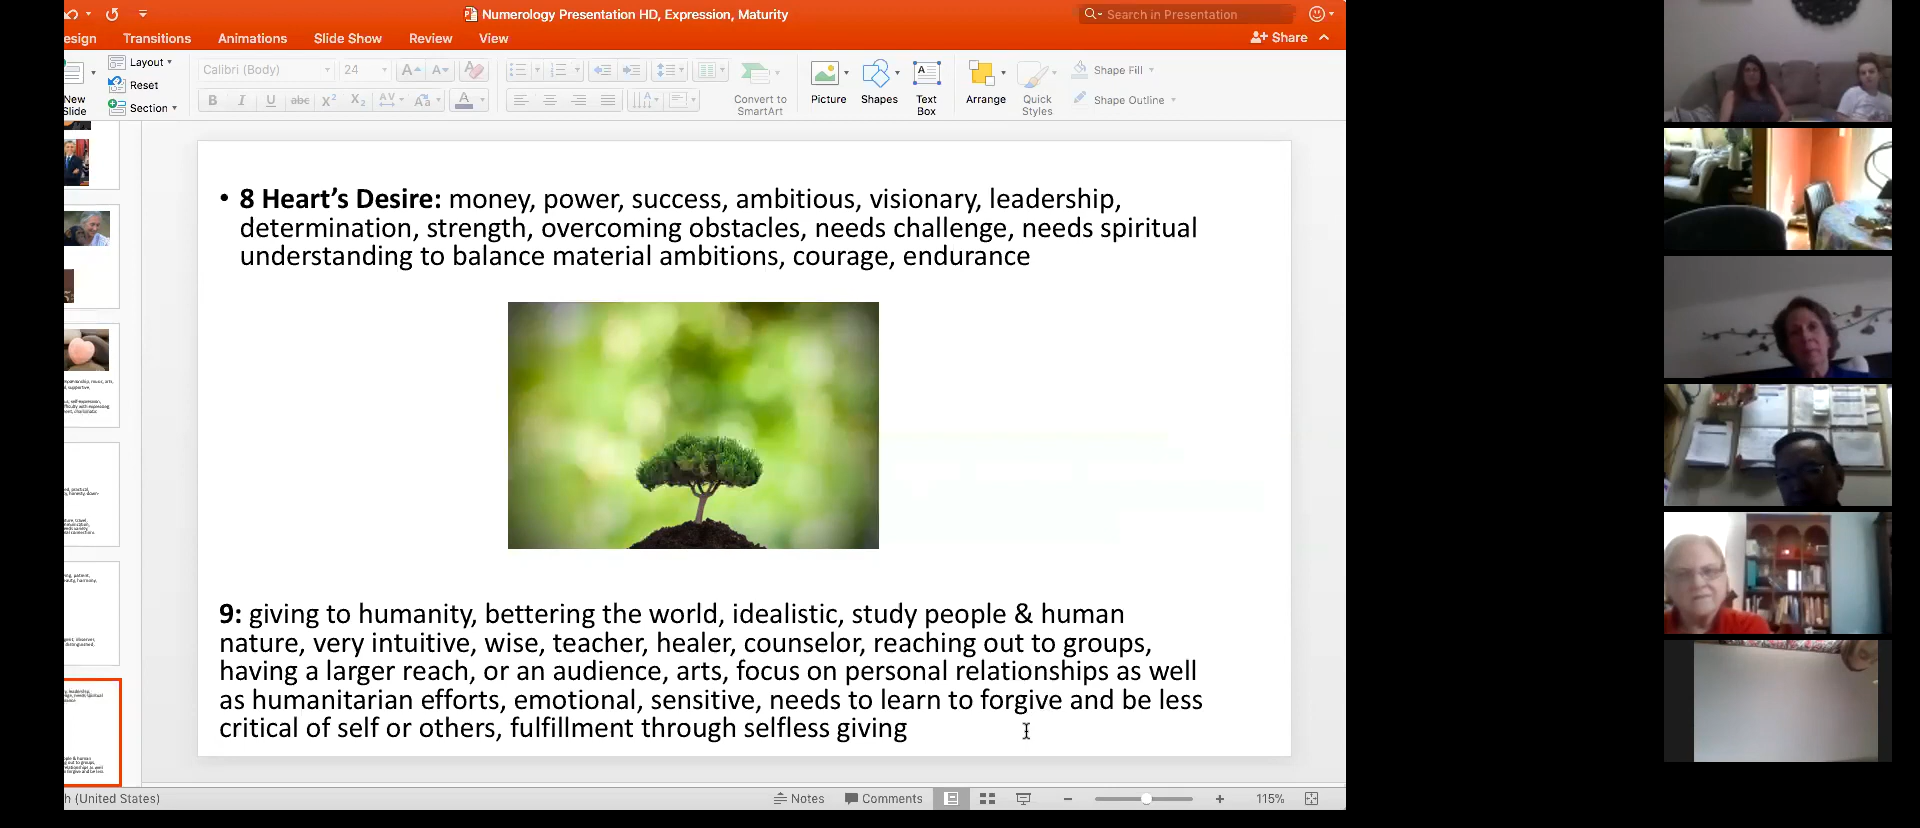 Numerology Presentation HD, Expression, Maturity
Search in Presentation
esign Transitions Animations Slide Show Review View
Share
New
Slide
Layout
Reset
Section
Calibri (Body) 24
Convert to
SmartArt
Picture
Shapes
Text
Box
Arrange
Quick
Styles
Shape Fill
Shape Outline
• 8 Heart’s Desire: money, power, success, ambitious, visionary, leadership,
determination, strength, overcoming obstacles, needs challenge, needs spiritual
understanding to balance material ambitions, courage, endurance
9: giving to humanity, bettering the world, idealistic, study people & human
nature, very intuitive, wise, teacher, healer, counselor, reaching out to groups,
having a larger reach, or an audience, arts, focus on personal relationships as well
as humanitarian efforts, emotional, sensitive, needs to learn to forgive and be less
critical of self or others, fulfillment through selfless giving
h (United States)
Notes
Comments
115%